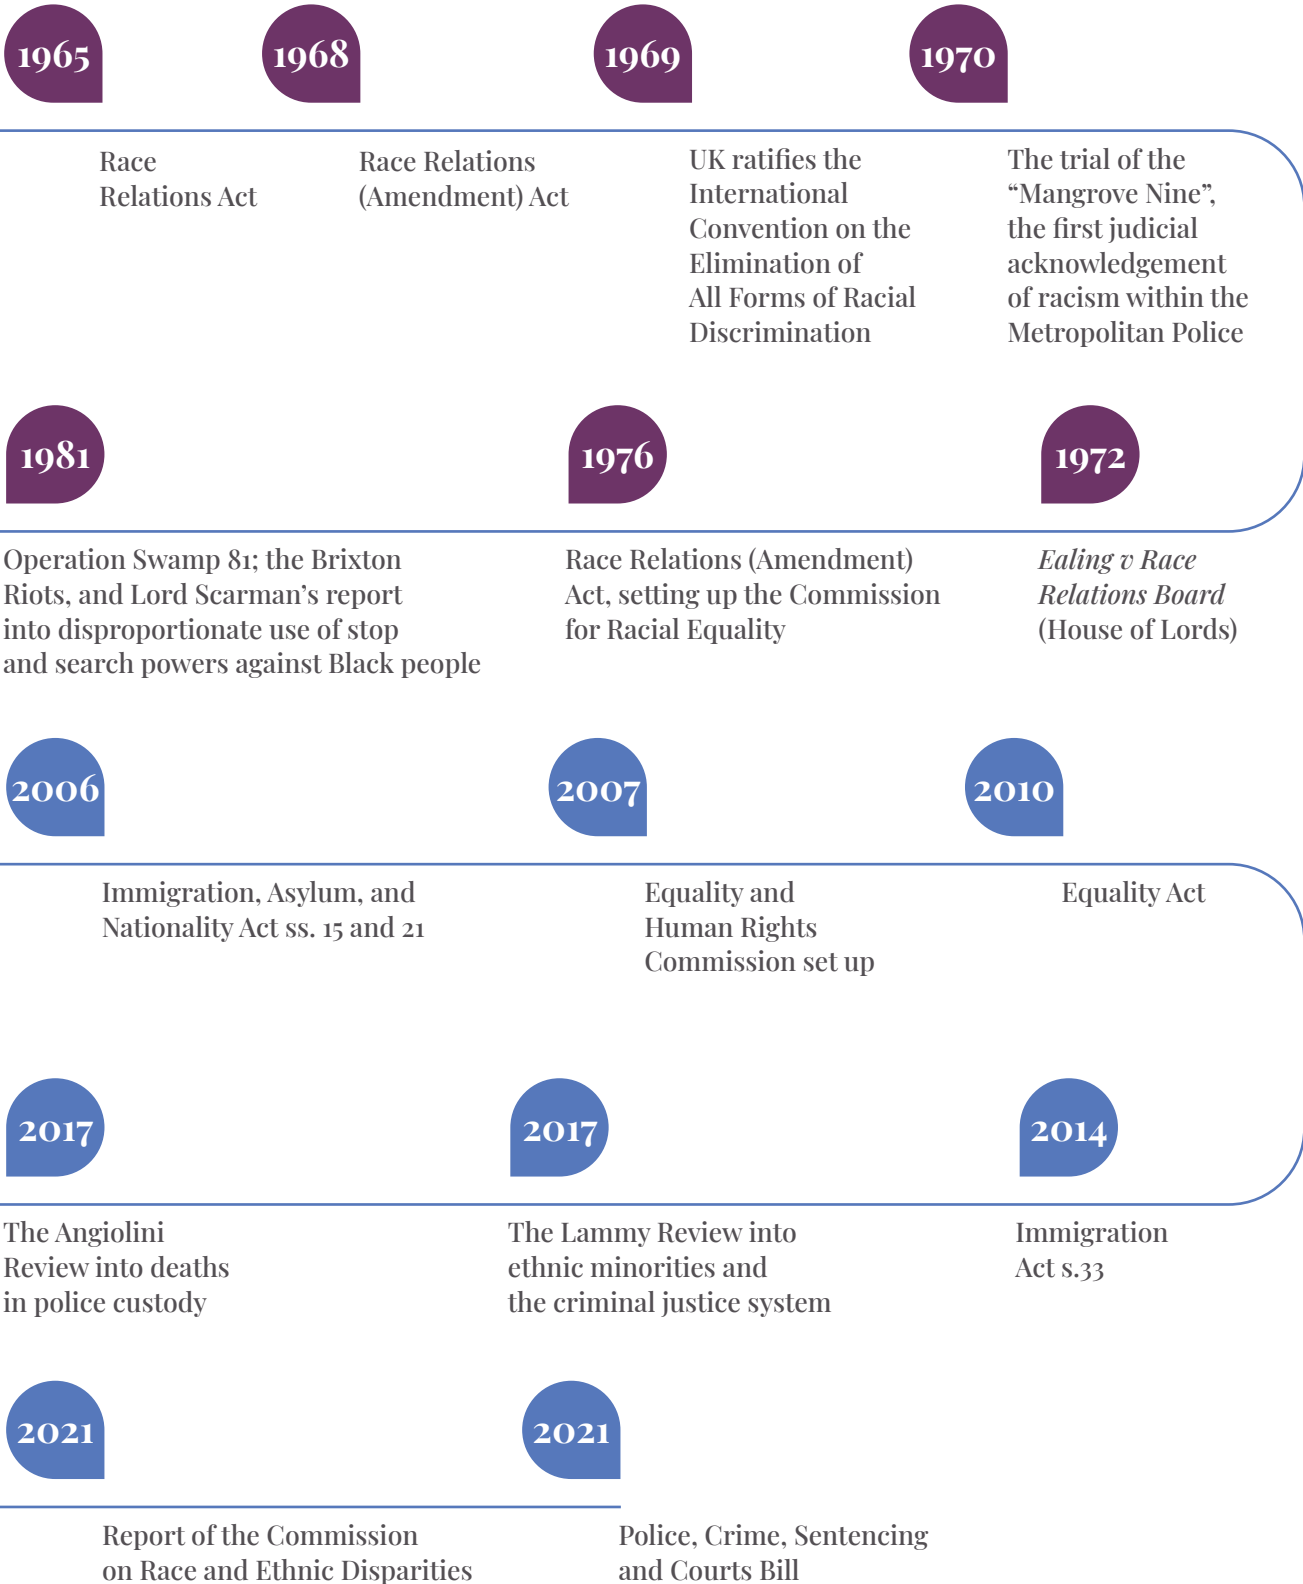 1965
1968
1969
1970
Race
Relations Act
Race Relations
(Amendment) Act
UK ratifies the
International
Convention on the
Elimination of
All Forms of Racial
Discrimination
The trial of the
“Mangrove Nine”,
the first judicial
acknowledgement
of racism within the
Metropolitan Police
1981
1976
1972
Operation Swamp 81; the Brixton
Riots, and Lord Scarman’s report
into disproportionate use of stop
and search powers against Black people
Race Relations (Amendment)
Act, setting up the Commission
for Racial Equality
Ealing v Race
Relations Board
(House of Lords)
2006
2007
2010
Immigration, Asylum, and
Nationality Act ss. 15 and 21
Equality and
Human Rights
Commission set up
Equality Act
2017
2017
2014
The Angiolini
Review into deaths
in police custody
The Lammy Review into
ethnic minorities and
the criminal justice system
Immigration
Act s.33
2021
2021
Report of the Commission
on Race and Ethnic Disparities
Police, Crime, Sentencing
and Courts Bill